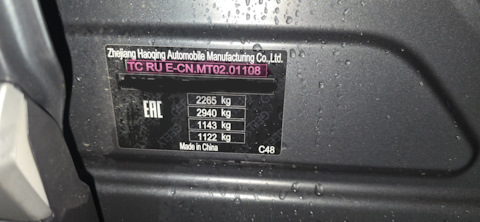 Zhejiang Haoqing Automobile Manufacturing Co.,Ltd.
TC RU E-CN.MT02.01108
EAC
2265 kg
2940 kg
1143 kg
1122 kg
Made in China
C48